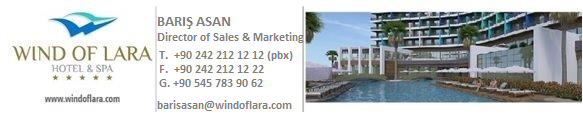 WIND OF LARA
HOTEL & SPA
★★★★★
www.windoflara.com
BARIŞ ASAN
Director of Sales & Marketing
T. +90 242 212 12 12 (pbx)
F. +90 242 212 12 22
G. +90 545 783 90 62
barisasan@windoflara.com